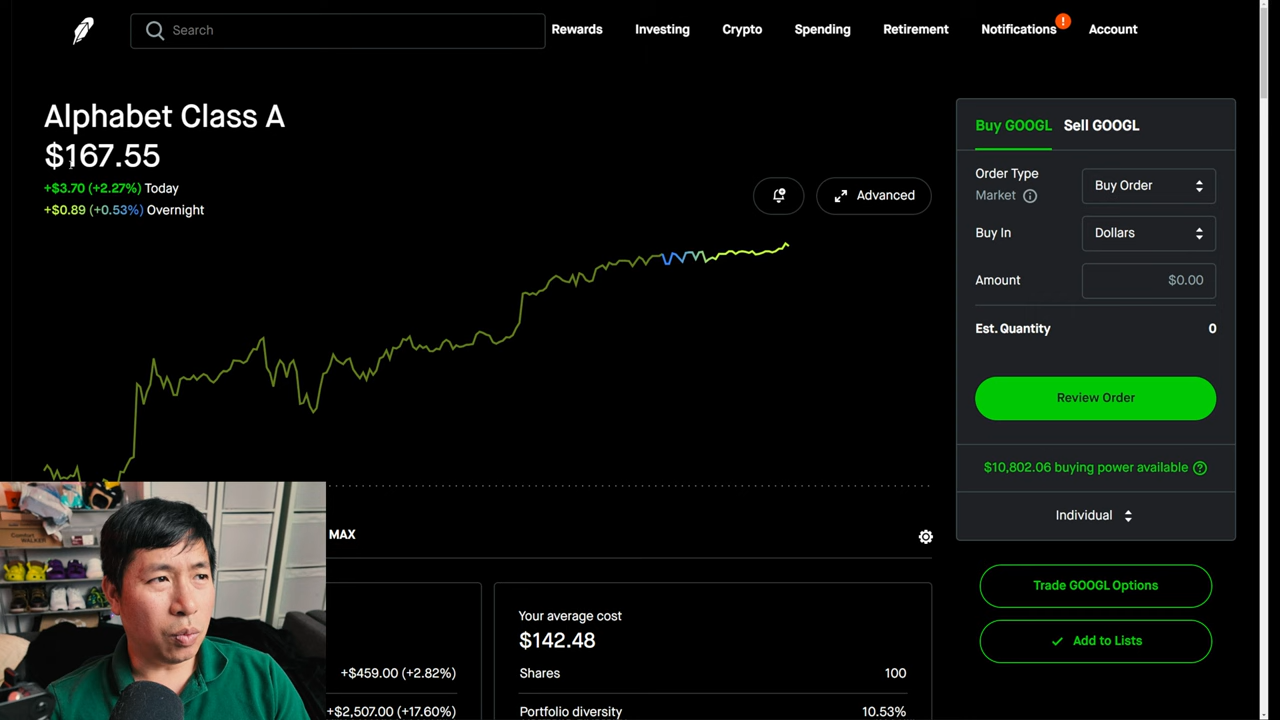 Search
Rewards
Investing
Crypto
Spending
Retirement
Notifications
!
Account
Alphabet Class A
$167.55
+$3.70 (+2.27%) Today
+$0.89 (+0.53%) Overnight
Advanced
MAX
+$459.00 (+2.82%)
+$2,507.00 (+17.60%)
Your average cost
$142.48
Shares 100
Portfolio diversity 10.53%
Buy GOOGL Sell GOOGL
Order Type
Market
Buy Order
Buy In Dollars
Amount $0.00
Est. Quantity 0
Review Order
$10,802.06 buying power available
Individual
Trade GOOGL Options
Add to Lists